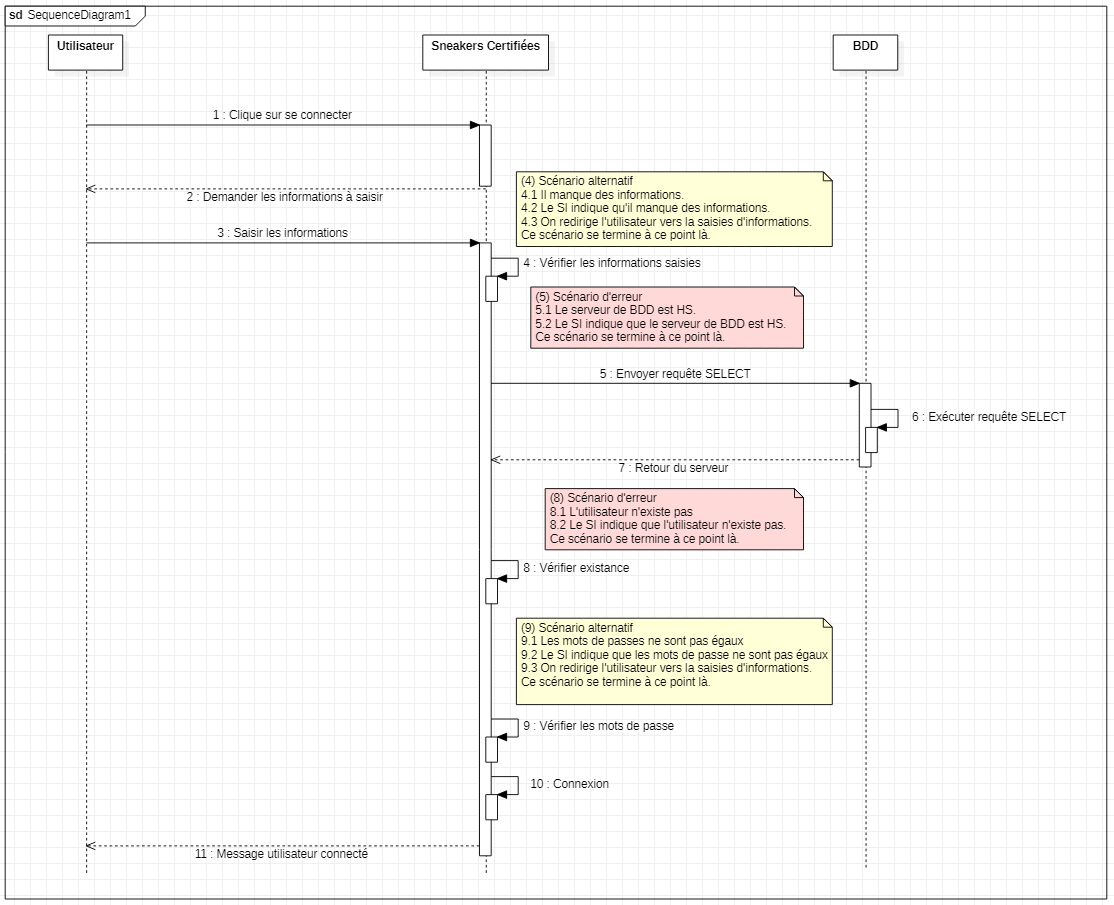 sd SequenceDiagram1
Utilisateur
Sneakers Certifiées
BDD
1 : Clique sur se connecter
2 : Demander les informations à saisir
(4) Scénario alternatif
4.1 Il manque des informations.
4.2 Le SI indique qu'il manque des informations.
4.3 On redirige l'utilisateur vers la saisies d'informations.
Ce scénario se termine à ce point là.
3 : Saisir les informations
4 : Vérifier les informations saisies
(5) Scénario d'erreur
5.1 Le serveur de BDD est HS.
5.2 Le SI indique que le serveur de BDD est HS.
Ce scénario se termine à ce point là.
5 : Envoyer requête SELECT
6 : Exécuter requête SELECT
7 : Retour du serveur
(8) Scénario d'erreur
8.1 L'utilisateur n'existe pas
8.2 Le SI indique que l'utilisateur n'existe pas.
Ce scénario se termine à ce point là.
8 : Vérifier existance
(9) Scénario alternatif
9.1 Les mots de passes ne sont pas égaux
9.2 Le SI indique que les mots de passe ne sont pas égaux
9.3 On redirige l'utilisateur vers la saisies d'informations.
Ce scénario se termine à ce point là.
9 : Vérifier les mots de passe
10 : Connexion
11 : Message utilisateur connecté